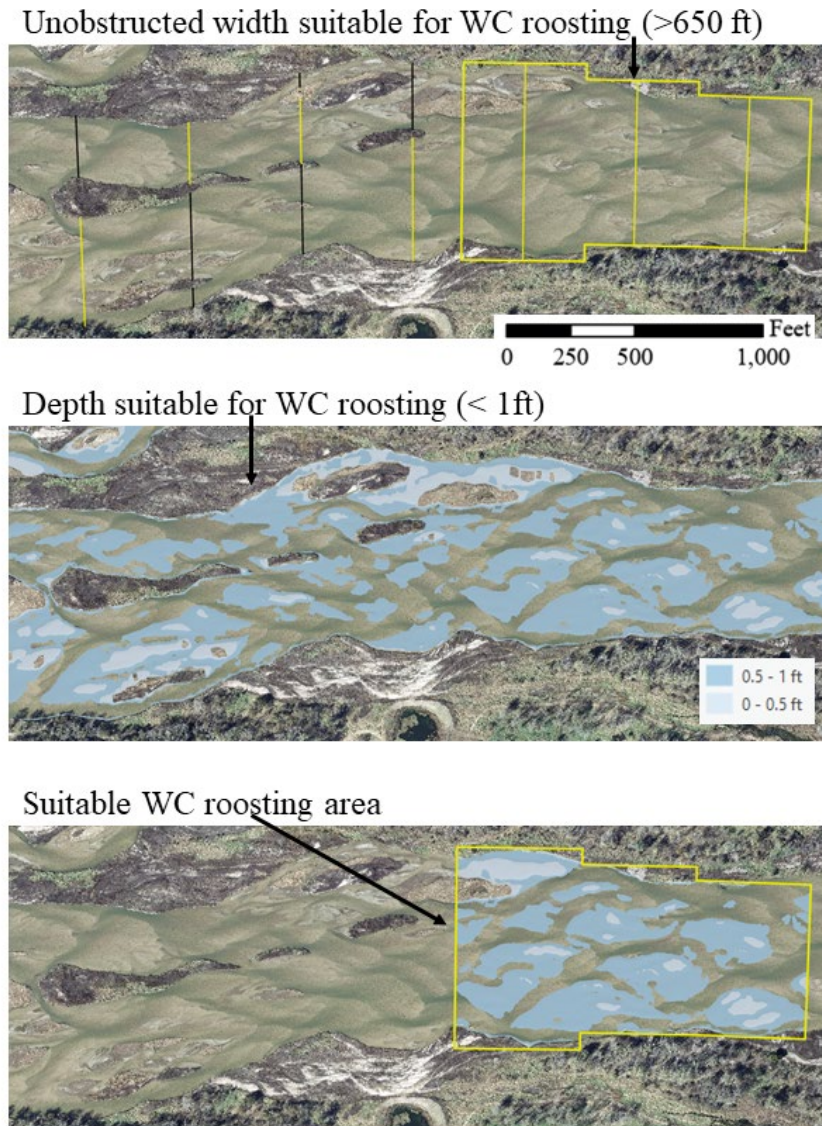 Unobstructed width suitable for WC roosting (>650 ft)
Feet
0 250 500 1,000
Depth suitable for WC roosting (< 1ft)
0.5 - 1 ft
0 - 0.5 ft
Suitable WC roosting area